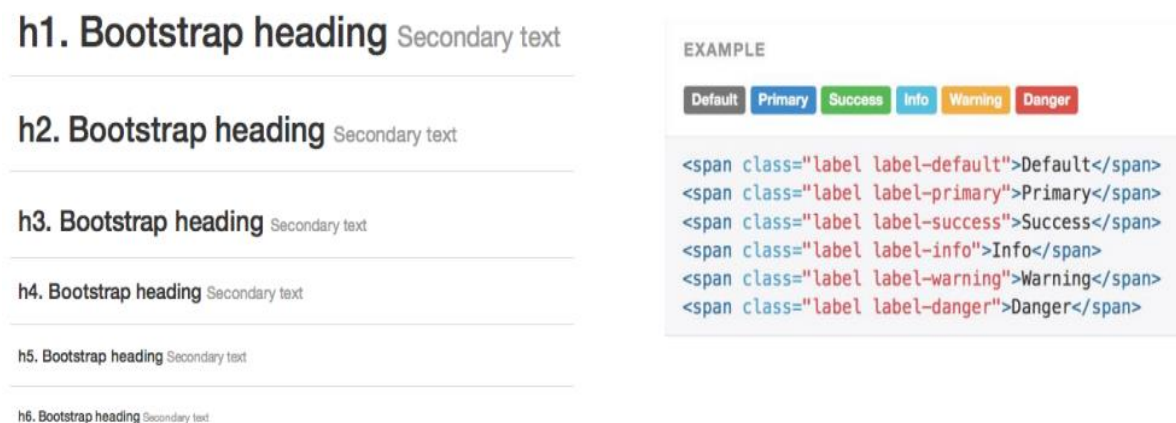 h1. Bootstrap heading Secondary text
h2. Bootstrap heading Secondary text
h3. Bootstrap heading Secondary text
h4. Bootstrap heading Secondary text
h5. Bootstrap heading Secondary text
h6. Bootstrap heading Secondary text
EXAMPLE
Default Primary Success Info Warning Danger
<span class="label label-default">Default</span>
<span class="label label-primary">Primary</span>
<span class="label label-success">Success</span>
<span class="label label-info">Info</span>
<span class="label label-warning">Warning</span>
<span class="label label-danger">Danger</span>